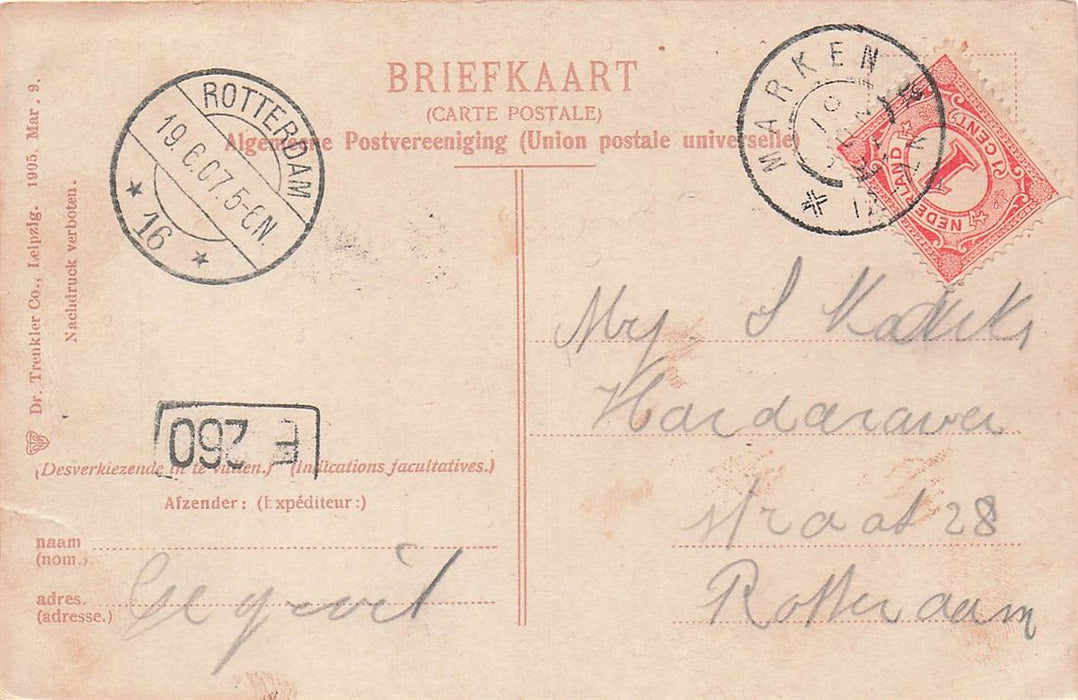 BRIEFKAART
(CARTE POSTALE)
Algemeene Postvereeniging (Union postale universelle)
MARKEN
NEDERLAND
1 CENT
1
ROTTERDAM
19.6.07.5-6N.
16
Dr. Trenkler Co., Leipzig. 1905 Mar. 9.
Nachdruck verboten.
260
(Desverkiezende in te vullen.) (Indications facultatives.)
Afzender: (Expéditeur:)
naam
(nom.)
adres.
(adresse.)
Mej. S
straat 28
Rotterdam